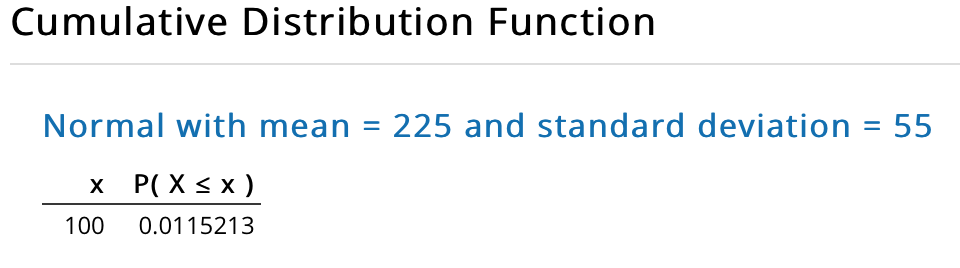 Cumulative Distribution Function
Normal with mean = 225 and standard deviation = 55
x P( X ≤ x )
100 0.0115213